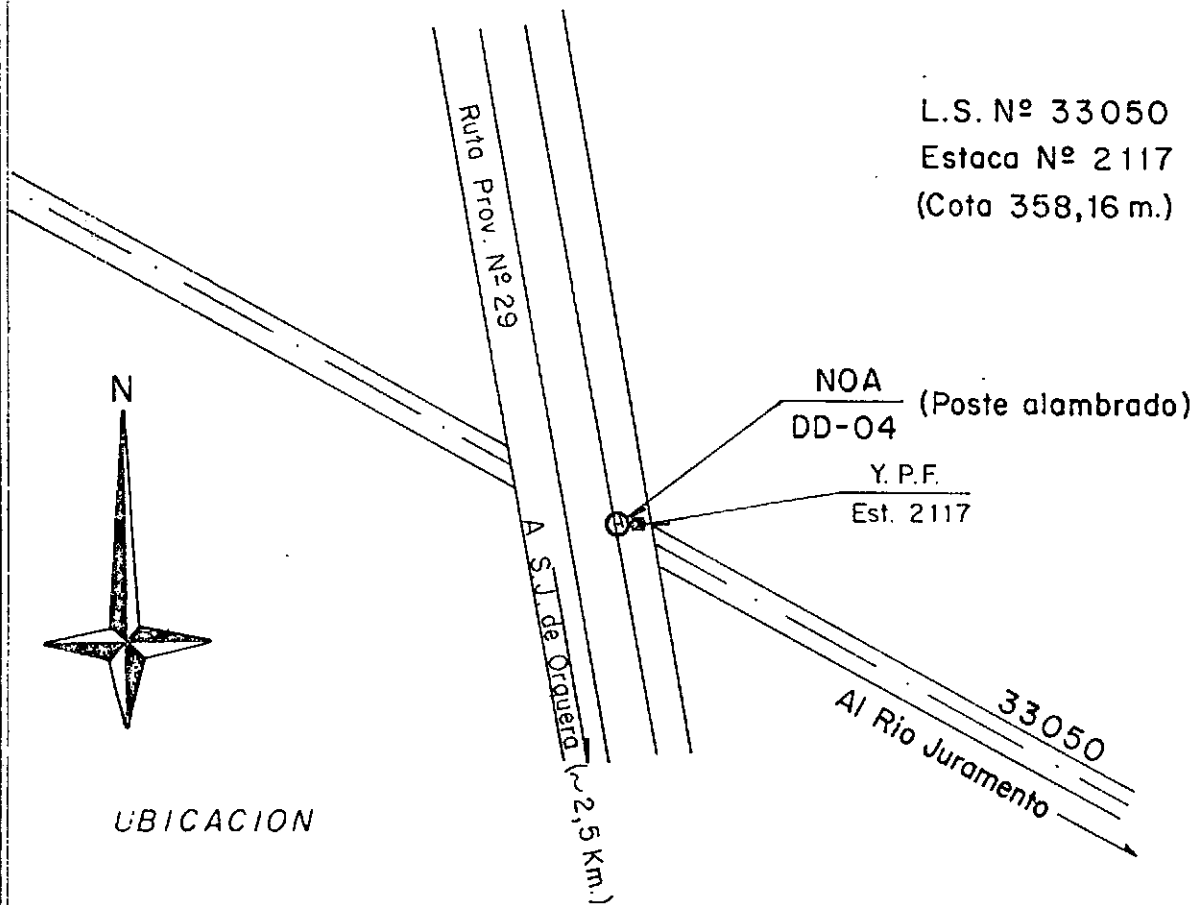 L.S. Nº 33050
Estaca Nº 2117
(Cota 358,16 m.)
Ruta Prov. Nº 29
N
NOA
DD-04
(Poste alambrado)
Y.P.F.
Est. 2117
A S.J. de Orquera (~2,5 Km.)
33050
Al Rio Juramento
UBICACION